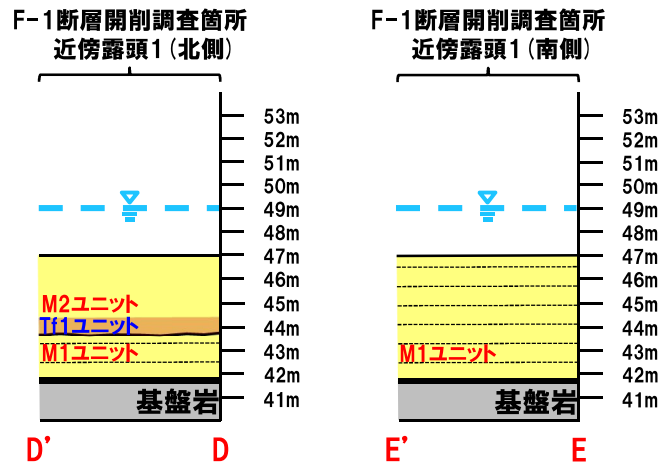 F-1断層開削調査箇所
近傍露頭1（北側）
53m
52m
51m
50m
49m
48m
47m
46m
45m
44m
43m
42m
41m
M2ユニット
Tf1ユニット
M1ユニット
基盤岩
D'
D
F-1断層開削調査箇所
近傍露頭1（南側）
53m
52m
51m
50m
49m
48m
47m
46m
45m
44m
43m
42m
41m
M1ユニット
基盤岩
E'
E